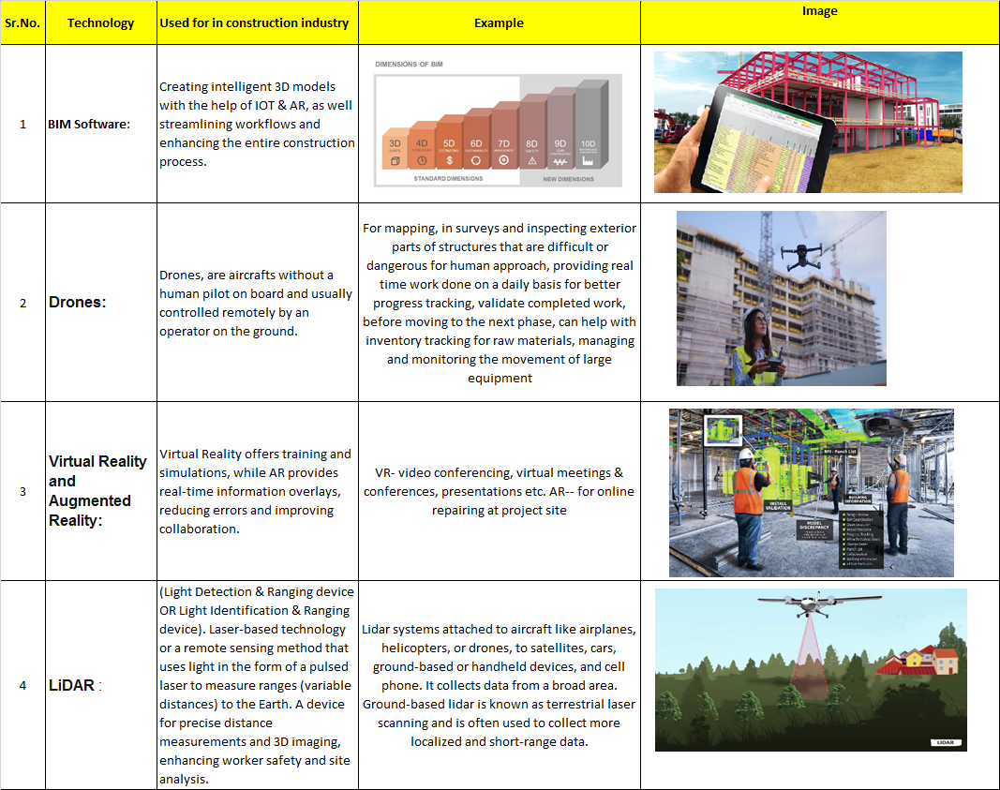 Sr.No.
Technology
Used for in construction industry
Example
Image
1
BIM Software:
Creating intelligent 3D models
with the help of IOT & AR, as well
streamlining workflows and
enhancing the entire construction
process.
DIMENSIONS OF BIM
3D
4D
5D
6D
7D
8D
9D
10D
SHAPE
SCHEDULING
ESTIMATING
SUSTAINABILITY
MANAGEMENT
SAFETY
STANDARD DIMENSIONS
NEW DIMENSIONS
2
Drones:
Drones, are aircrafts without a
human pilot on board and usually
controlled remotely by an
operator on the ground.
For mapping, in surveys and inspecting exterior
parts of structures that are difficult or
dangerous for human approach, providing real
time work done on a daily basis for better
progress tracking, validate completed work,
before moving to the next phase, can help with
inventory tracking for raw materials, managing
and monitoring the movement of large
equipment
3
Virtual Reality
and
Augmented
Reality:
Virtual Reality offers training and
simulations, while AR provides
real-time information overlays,
reducing errors and improving
collaboration.
VR- video conferencing, virtual meetings &
conferences, presentations etc. AR-- for online
repairing at project site
Punch List
INSTALL
VALIDATION
MODEL
DISCREPANCY
BUILDING
INFORMATION
4
LiDAR :
(Light Detection & Ranging device
OR Light Identification & Ranging
device). Laser-based technology
or a remote sensing method that
uses light in the form of a pulsed
laser to measure ranges (variable
distances) to the Earth. A device
for precise distance
measurements and 3D imaging,
enhancing worker safety and site
analysis.
Lidar systems attached to aircraft like airplanes,
helicopters, or drones, to satellites, cars,
ground-based or handheld devices, and cell
phone. It collects data from a broad area.
Ground-based lidar is known as terrestrial laser
scanning and is often used to collect more
localized and short-range data.
LIDAR